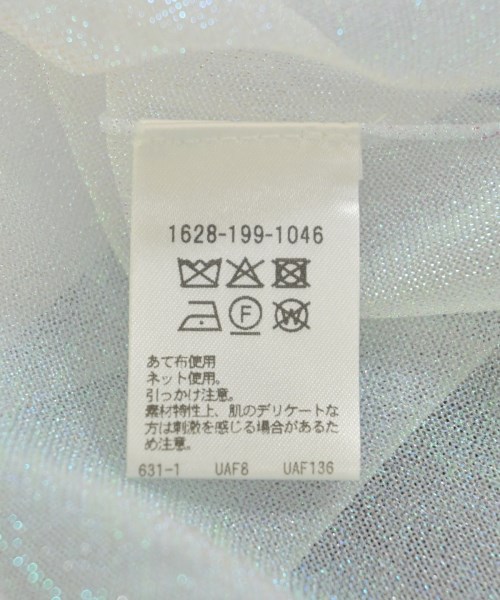 1628-199-1046
F
W
あて布使用
ネット使用。
引っかけ注意。
素材特性上、肌のデリケートな
方は刺激を感じる場合があるた
め注意。
631-1 UAF8 UAF136